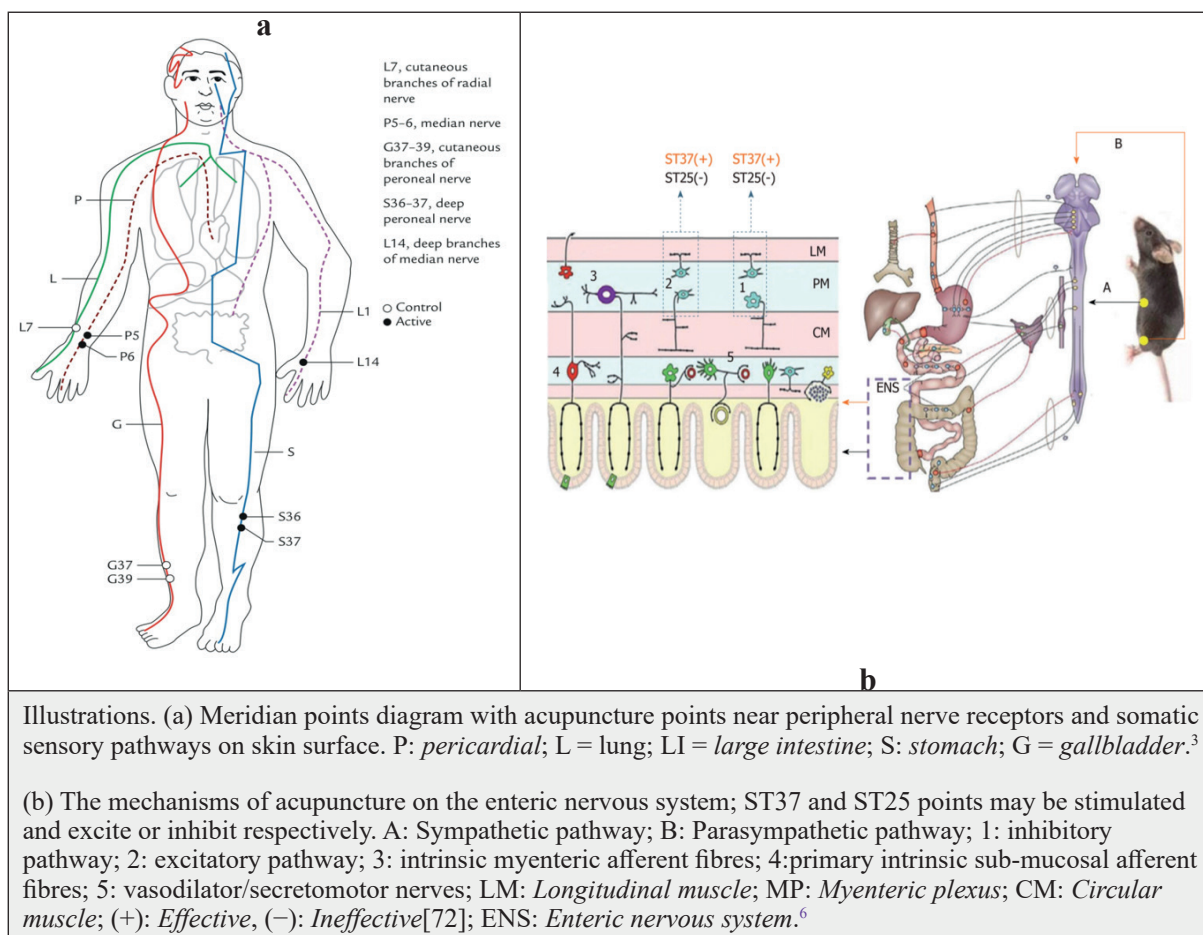 a
L7, cutaneous
branches of radial
nerve
P5–6, median nerve
G37–39, cutaneous
branches of
peroneal nerve
S36–37, deep
peroneal nerve
L14, deep branches
of median nerve
Control
Active
P
L
L7
P5
P6
L1
L14
G
S
S36
S37
G37
G39
ST37(+)
ST25(-)
ST37(+)
ST25(-)
B
LM
3
PM
2
1
A
CM
5
4
ENS
b
Illustrations. (a) Meridian points diagram with acupuncture points near peripheral nerve receptors and somatic
sensory pathways on skin surface. P: pericardial; L = lung; LI = large intestine; S: stomach; G = gallbladder.3
(b) The mechanisms of acupuncture on the enteric nervous system; ST37 and ST25 points may be stimulated
and excite or inhibit respectively. A: Sympathetic pathway; B: Parasympathetic pathway; 1: inhibitory
pathway; 2: excitatory pathway; 3: intrinsic myenteric afferent fibres; 4:primary intrinsic sub-mucosal afferent
fibres; 5: vasodilator/secretomotor nerves; LM: Longitudinal muscle; MP: Myenteric plexus; CM: Circular
muscle; (+): Effective, (−): Ineffective[72]; ENS: Enteric nervous system.6